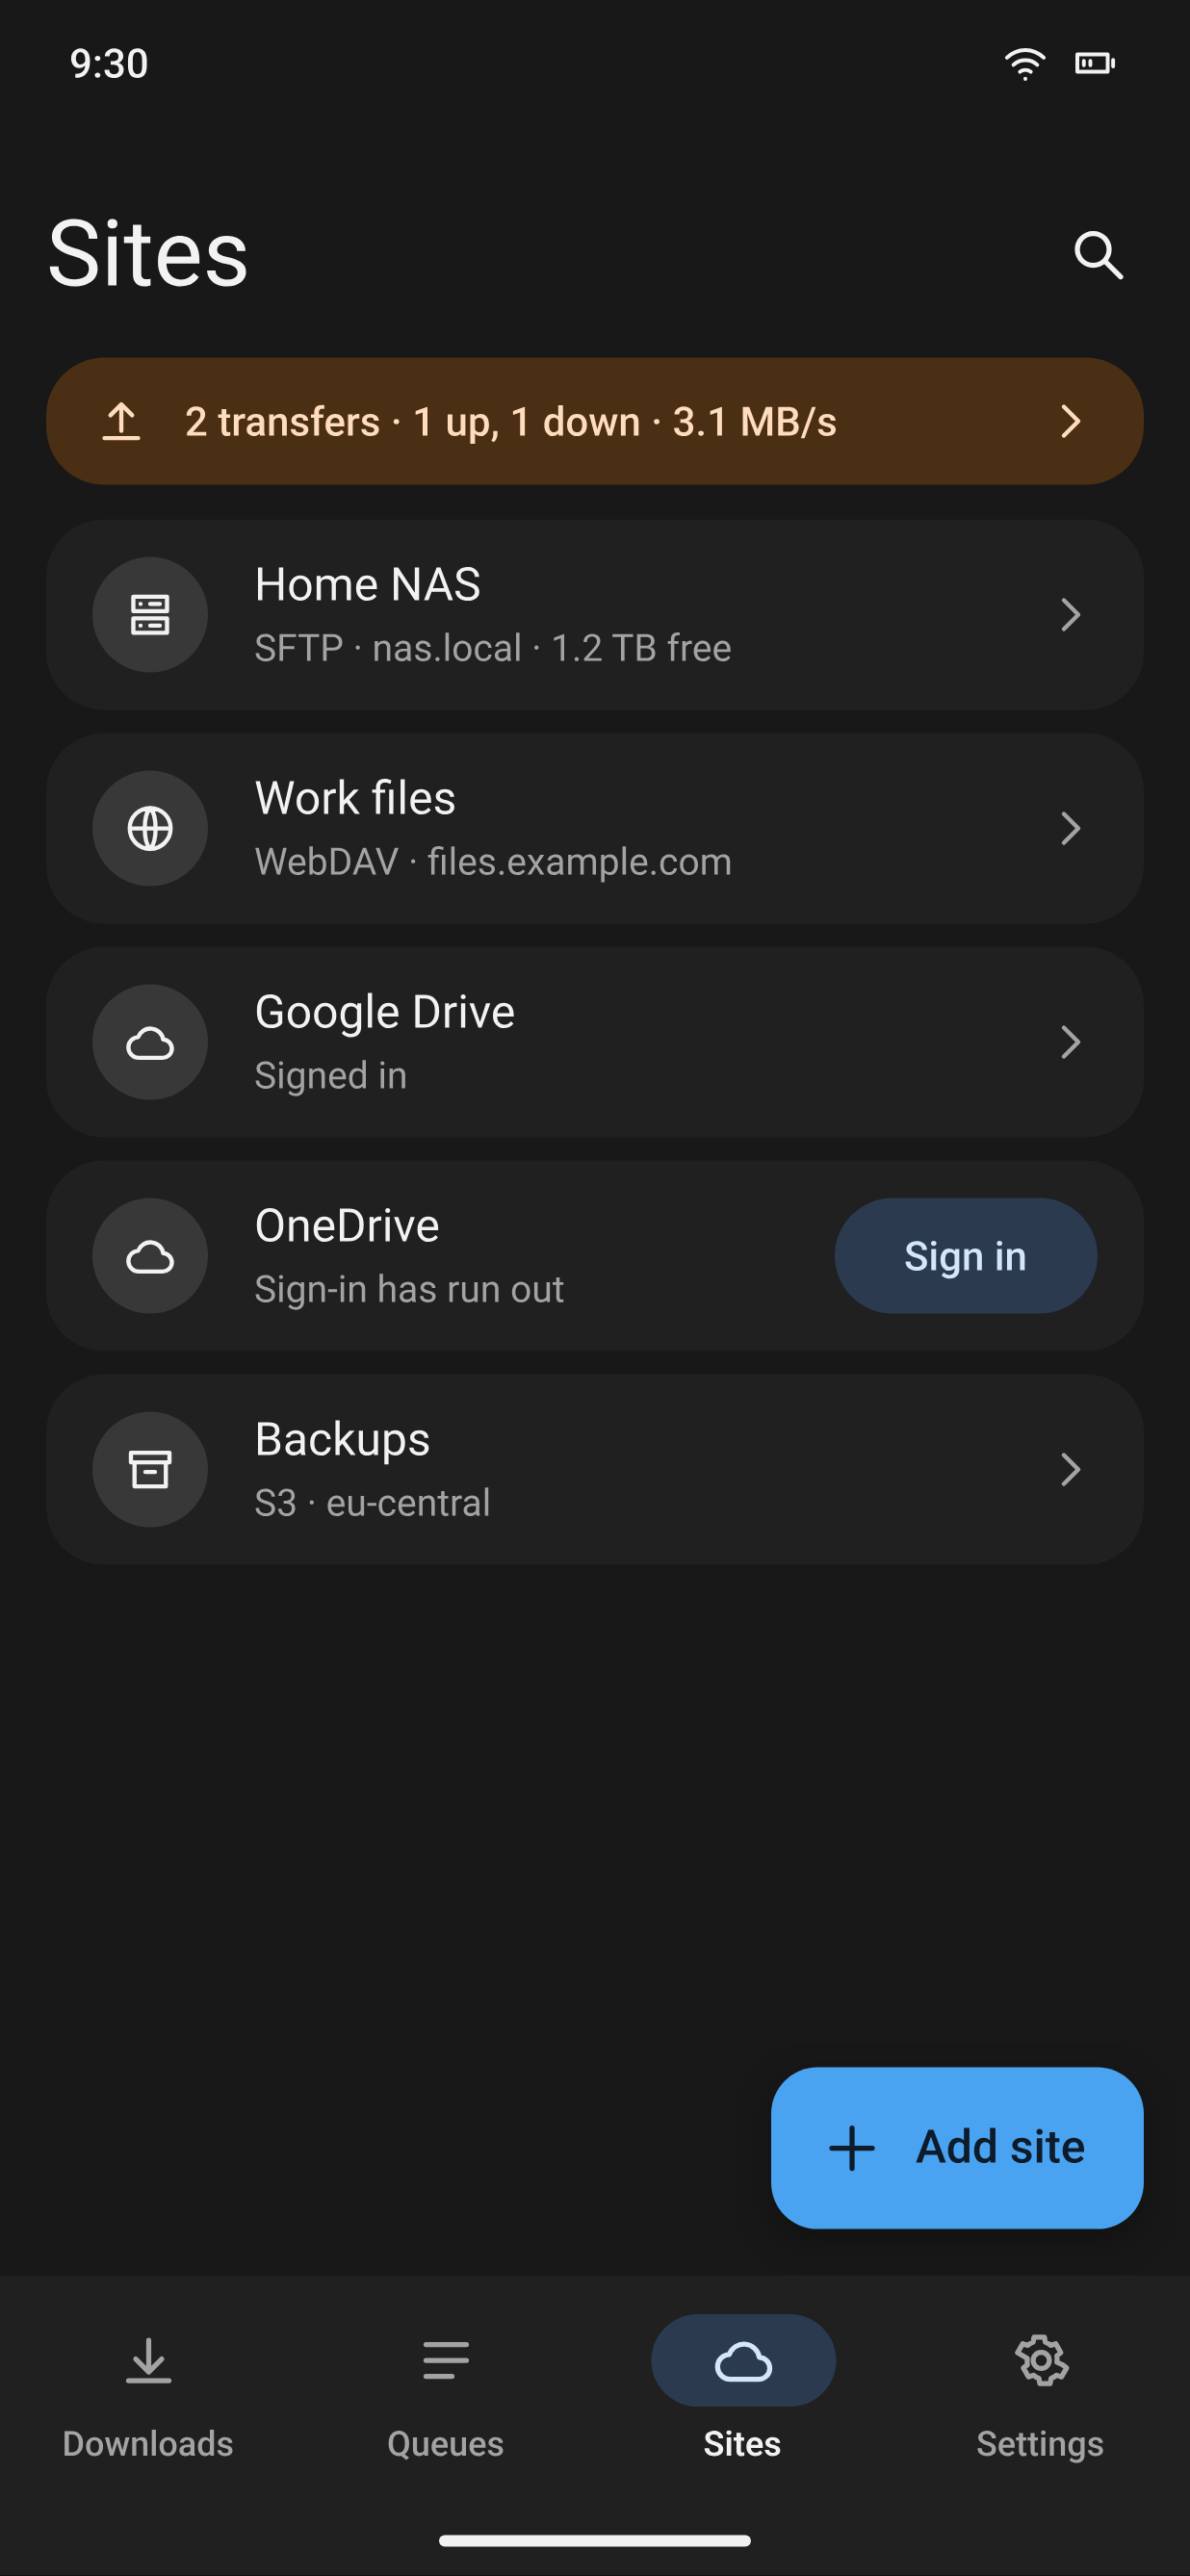 9:30
Sites
2 transfers · 1 up, 1 down · 3.1 MB/s
Home NAS
SFTP · nas.local · 1.2 TB free
Work files
WebDAV · files.example.com
Google Drive
Signed in
OneDrive
Sign-in has run out
Sign in
Backups
S3 · eu-central
Add site
Downloads
Queues
Sites
Settings